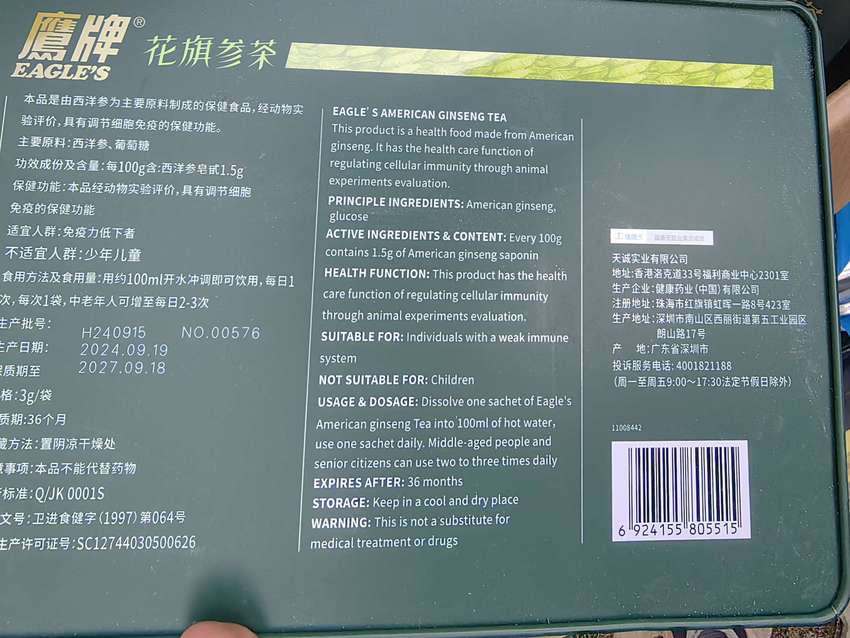 鷹牌®
EAGLE'S
花旗参茶
本品是由西洋参为主要原料制成的保健食品,经动物实
验评价,具有调节细胞免疫的保健功能。
主要原料:西洋参、葡萄糖
功效成份及含量:每100g含:西洋参皂甙1.5g
保健功能:本品经动物实验评价,具有调节细胞
免疫的保健功能
适宜人群:免疫力低下者
不适宜人群:少年儿童
食用方法及食用量:用约100ml开水冲调即可饮用,每日1
次,每次1袋,中老年人可增至每日2-3次
生产批号: H240915 NO.00576
生产日期: 2024.09.19
质期至 2027.09.18
格:3g/袋
质期:36个月
藏方法:置阴凉干燥处
事项:本品不能代替药物
标准:Q/JK 0001S
文号:卫进食健字(1997)第064号
生产许可证号:SC12744030500626
EAGLE'S AMERICAN GINSENG TEA
This product is a health food made from American
ginseng. It has the health care function of
regulating cellular immunity through animal
experiments evaluation.
PRINCIPLE INGREDIENTS: American ginseng,
glucose
ACTIVE INGREDIENTS & CONTENT: Every 100g
contains 1.5g of American ginseng saponin
HEALTH FUNCTION: This product has the health
care function of regulating cellular immunity
through animal experiments evaluation.
SUITABLE FOR: Individuals with a weak immune
system
NOT SUITABLE FOR: Children
USAGE & DOSAGE: Dissolve one sachet of Eagle's
American ginseng Tea into 100ml of hot water,
use one sachet daily. Middle-aged people and
senior citizens can use two to three times daily
EXPIRES AFTER: 36 months
STORAGE: Keep in a cool and dry place
WARNING: This is not a substitute for
medical treatment or drugs
天诚实业有限公司
地址:香港洛克道33号福利商业中心2301室
生产企业:健康药业(中国)有限公司
注册地址:珠海市红旗镇虹晖一路8号423室
生产地址:深圳市南山区西丽街道第五工业园区
朗山路17号
产 地:广东省深圳市
投诉服务电话:4001821188
(周一至周五9:00～17:30法定节假日除外)
11008442
6 924155 805515